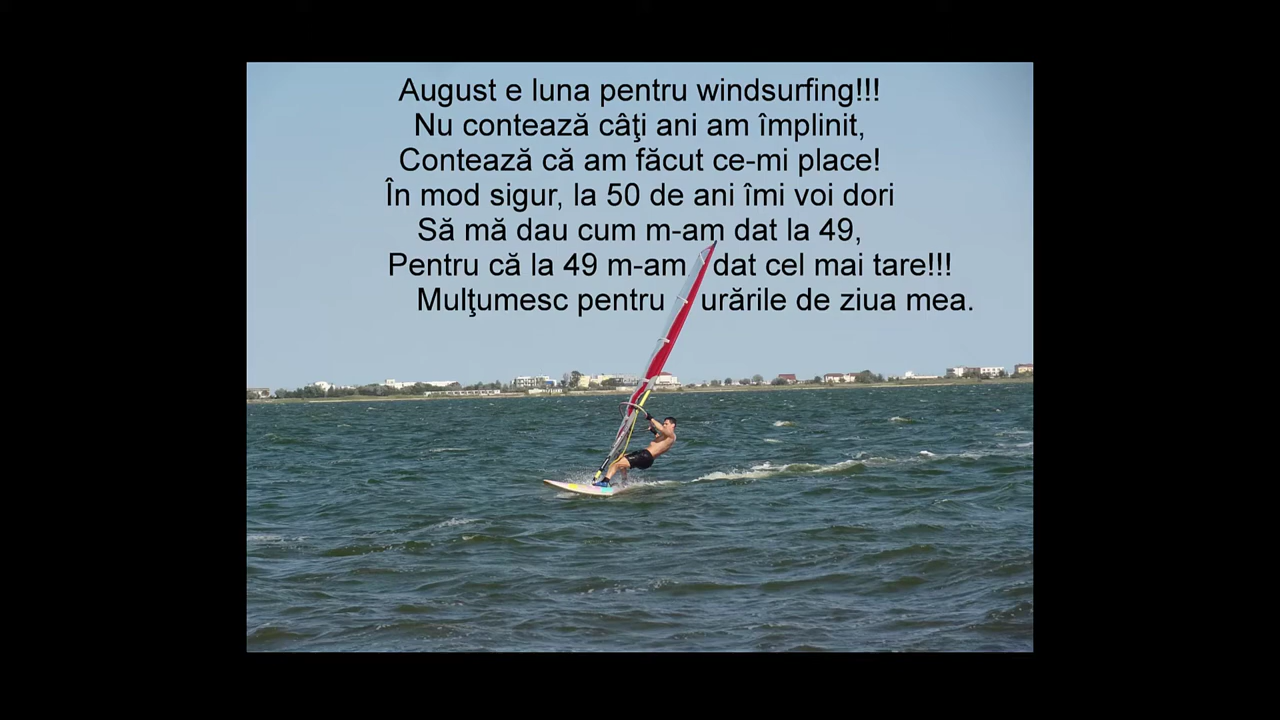 August e luna pentru windsurfing!!!
Nu contează câţi ani am împlinit,
Contează că am făcut ce-mi place!
În mod sigur, la 50 de ani îmi voi dori
Să mă dau cum m-am dat la 49,
Pentru că la 49 m-am dat cel mai tare!!!
Mulţumesc pentru urările de ziua mea.